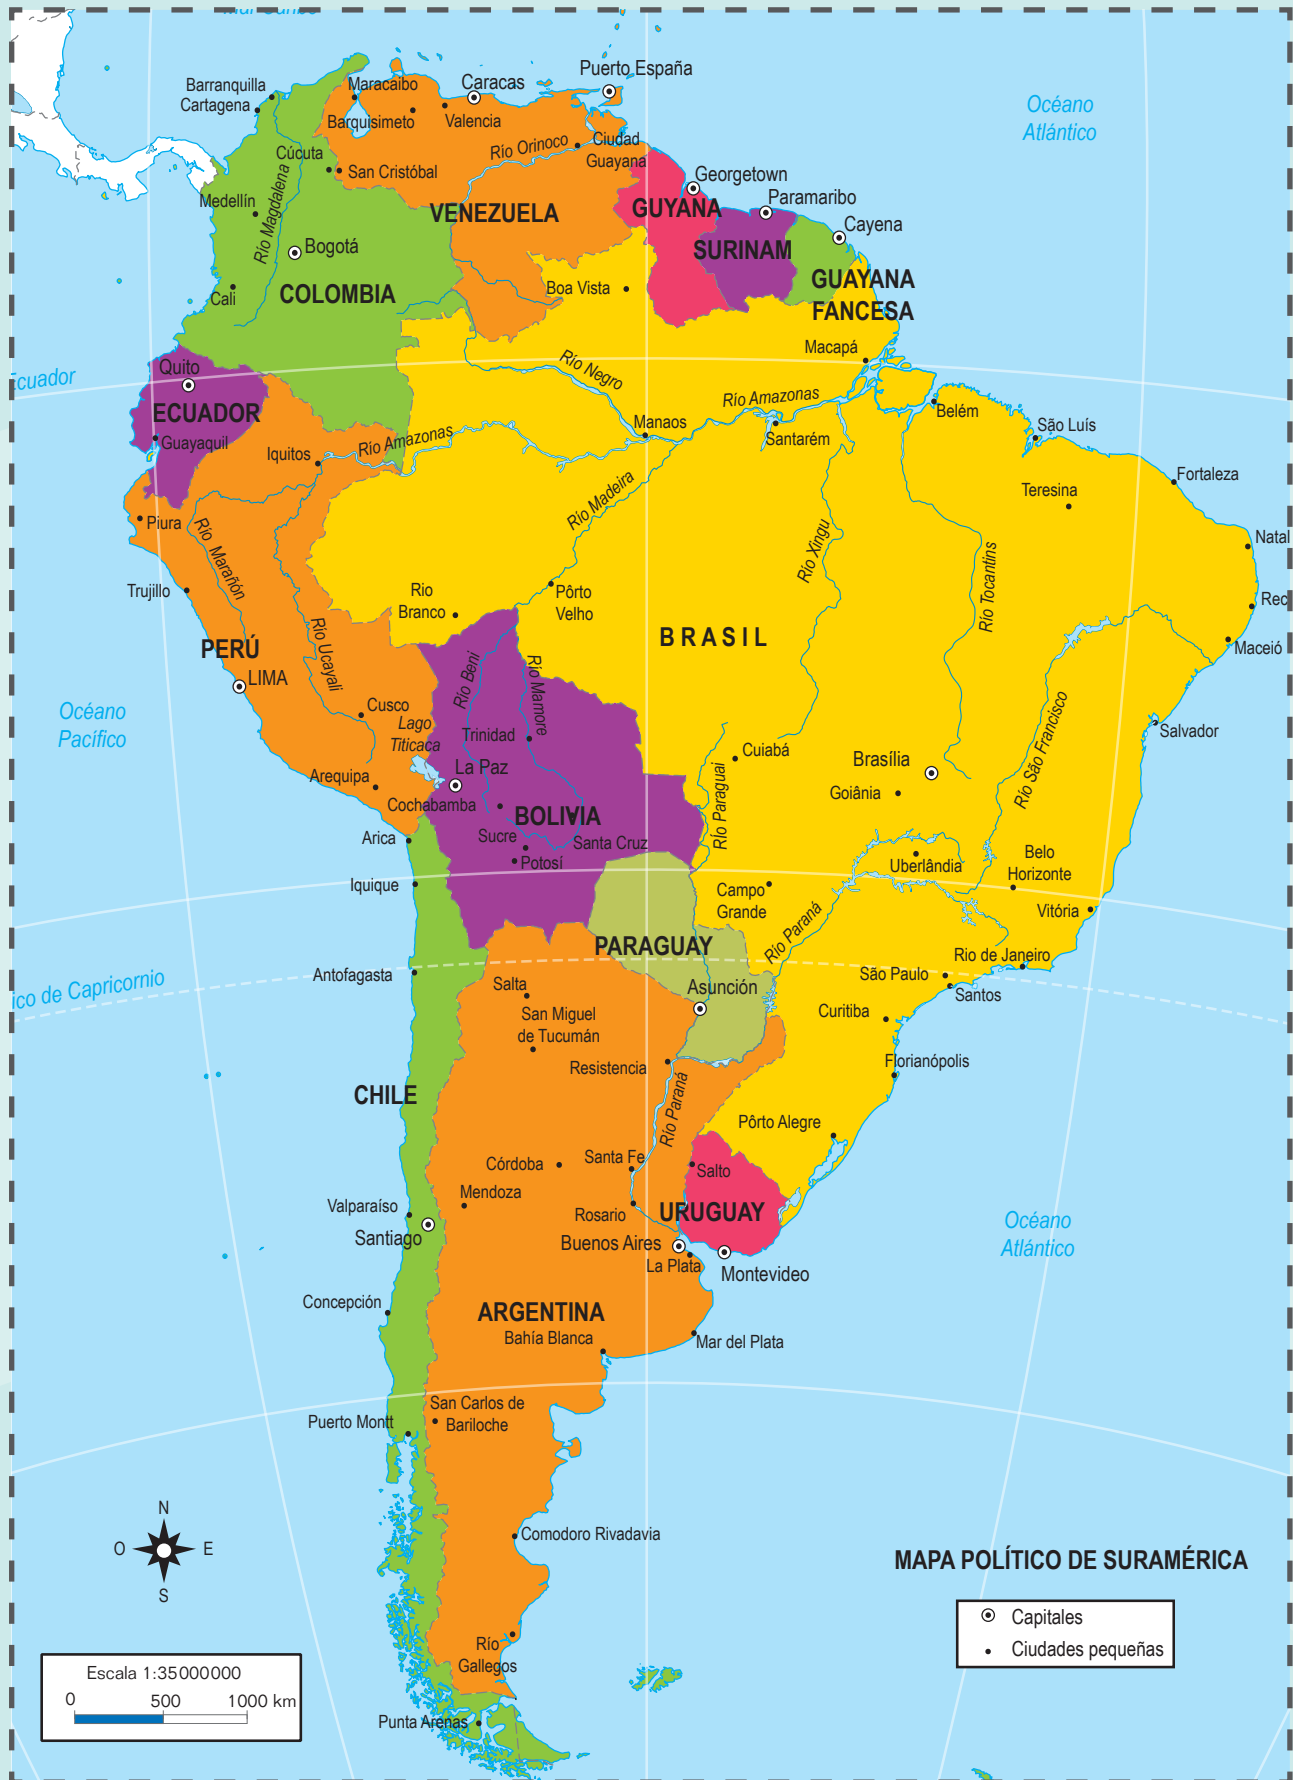 Puerto España
Caracas
Barranquilla
Cartagena
Maracaibo
Barquisimeto
Valencia
Océano
Atlántico
Cúcuta
San Cristóbal
Río Orinoco
Ciudad
Guayana
Río Magdalena
Medellín
Georgetown
Paramaribo
Cayena
VENEZUELA
GUYANA
SURINAM
Bogotá
COLOMBIA
Cali
Boa Vista
GUAYANA
FANCESA
Macapá
Ecuador
Quito
ECUADOR
Guayaquil
Río Negro
Río Amazonas
Manaos
Santarém
Belém
São Luís
Iquitos
Río Amazonas
Río Madeira
Fortaleza
Teresina
Piura
Río Marañón
Río Xingu
Río Tocantins
Natal
Trujillo
Rio
Branco
Pôrto
Velho
Rec
Maceió
PERÚ
LIMA
Río Ucayali
Río Beni
Río Mamore
BRASIL
Océano
Pacífico
Cusco
Lago
Titicaca
Trinidad
Cuiabá
Brasília
Goiânia
Río São Francisco
Salvador
Arequipa
La Paz
Cochabamba
BOLIVIA
Río Paraguai
Arica
Sucre
Santa Cruz
Potosí
Uberlândia
Belo
Horizonte
Iquique
Campo
Grande
Vitória
Río Paraná
PARAGUAY
ico de Capricornio
Antofagasta
Salta
Asunción
São Paulo
Rio de Janeiro
Santos
San Miguel
de Tucumán
Curitiba
Resistencia
Florianópolis
CHILE
Río Paraná
Pôrto Alegre
Córdoba
Santa Fe
Salto
Mendoza
Valparaíso
Rosario
URUGUAY
Santiago
Buenos Aires
La Plata
Montevideo
Océano
Atlántico
Concepción
ARGENTINA
Bahía Blanca
Mar del Plata
San Carlos de
Bariloche
Puerto Montt
N
O
E
S
Comodoro Rivadavia
MAPA POLÍTICO DE SURAMÉRICA
Capitales
Ciudades pequeñas
Río
Gallegos
Escala 1:35 000 000
0 500 1000 km
Punta Arenas